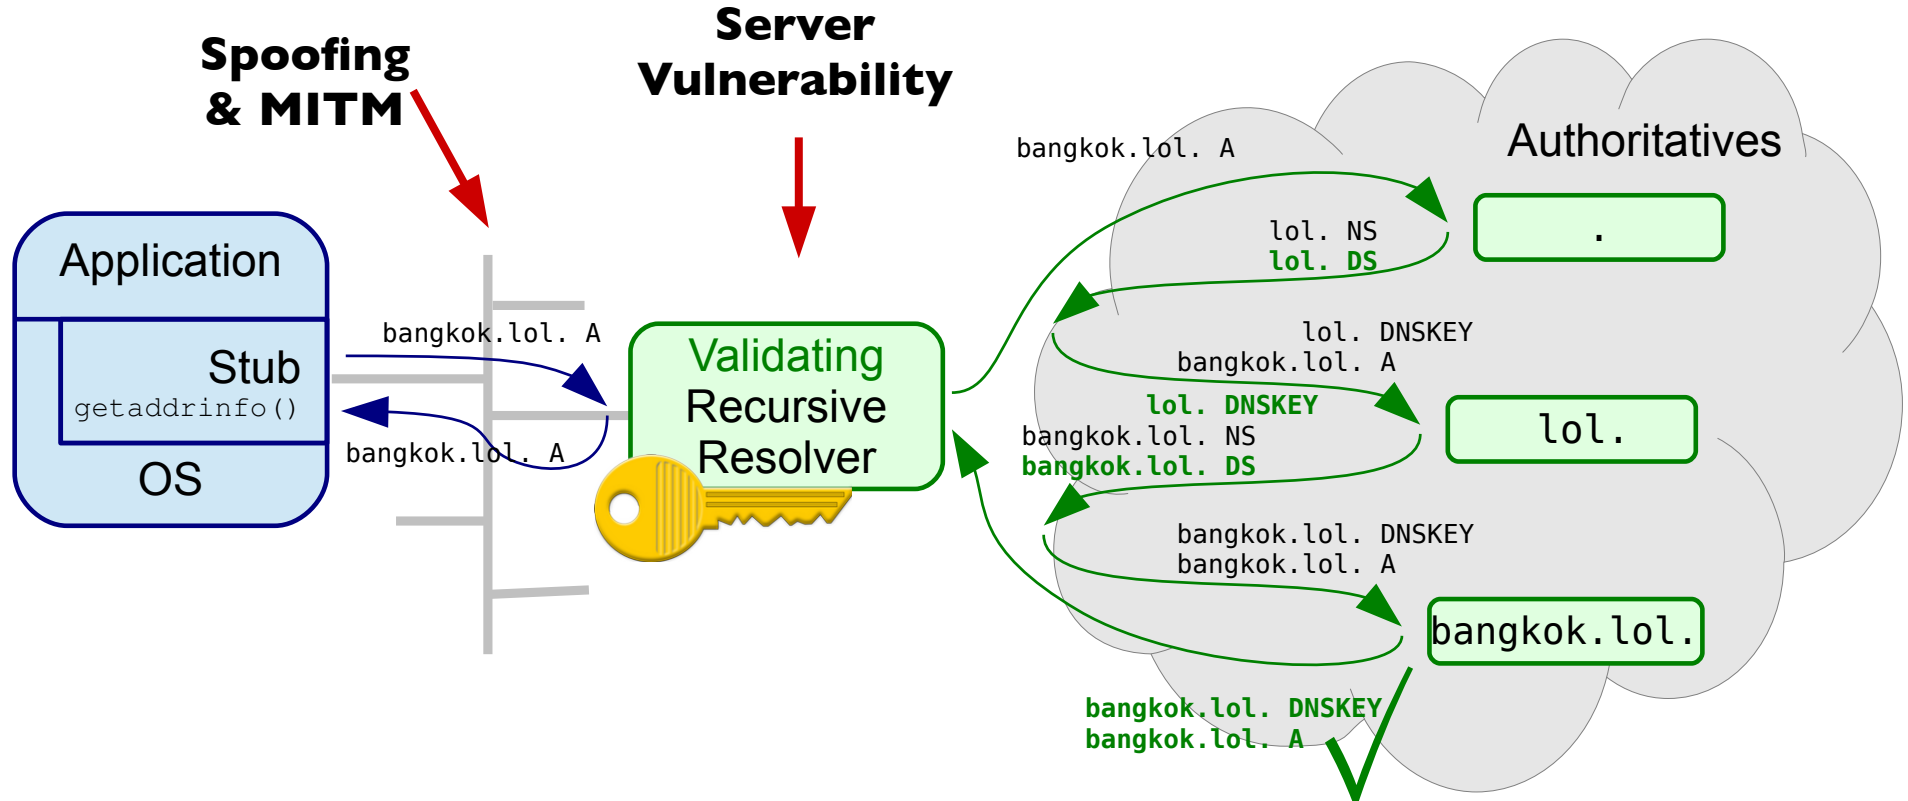 Spoofing
& MITM
Server
Vulnerability
Application
Stub
getaddrinfo()
OS
bangkok.lol. A
bangkok.lol. A
Validating
Recursive
Resolver
Authoritatives
bangkok.lol. A
.
lol. NS
lol. DS
lol. DNSKEY
bangkok.lol. A
lol.
lol. DNSKEY
bangkok.lol. NS
bangkok.lol. DS
bangkok.lol. DNSKEY
bangkok.lol. A
bangkok.lol.
bangkok.lol. DNSKEY
bangkok.lol. A